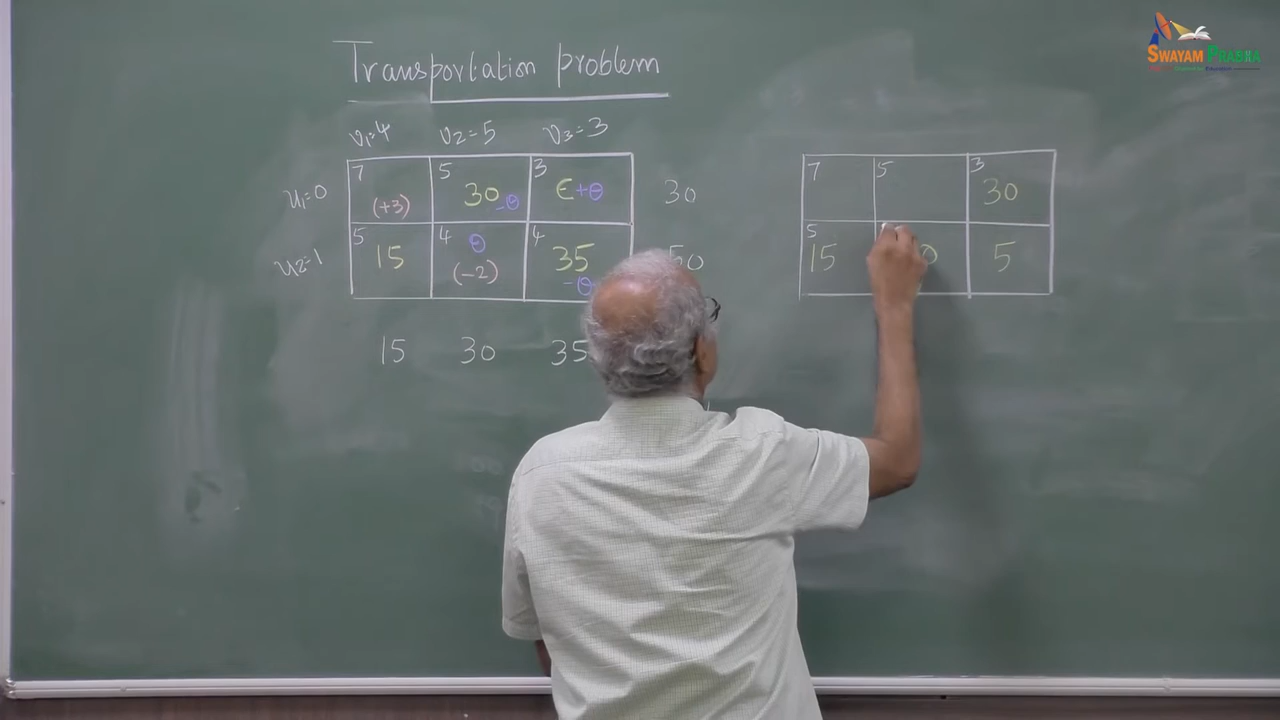 Transportation problem
v1=4 v2=5 v3=3
7 5 3 7 5 3
u1=0 (+3) 30 -θ ε+θ 30 30
5 4 θ 4 5
u2=1 15 (-2) 35 -θ 50 15 5
15 30 35
SWAYAM PRABHA